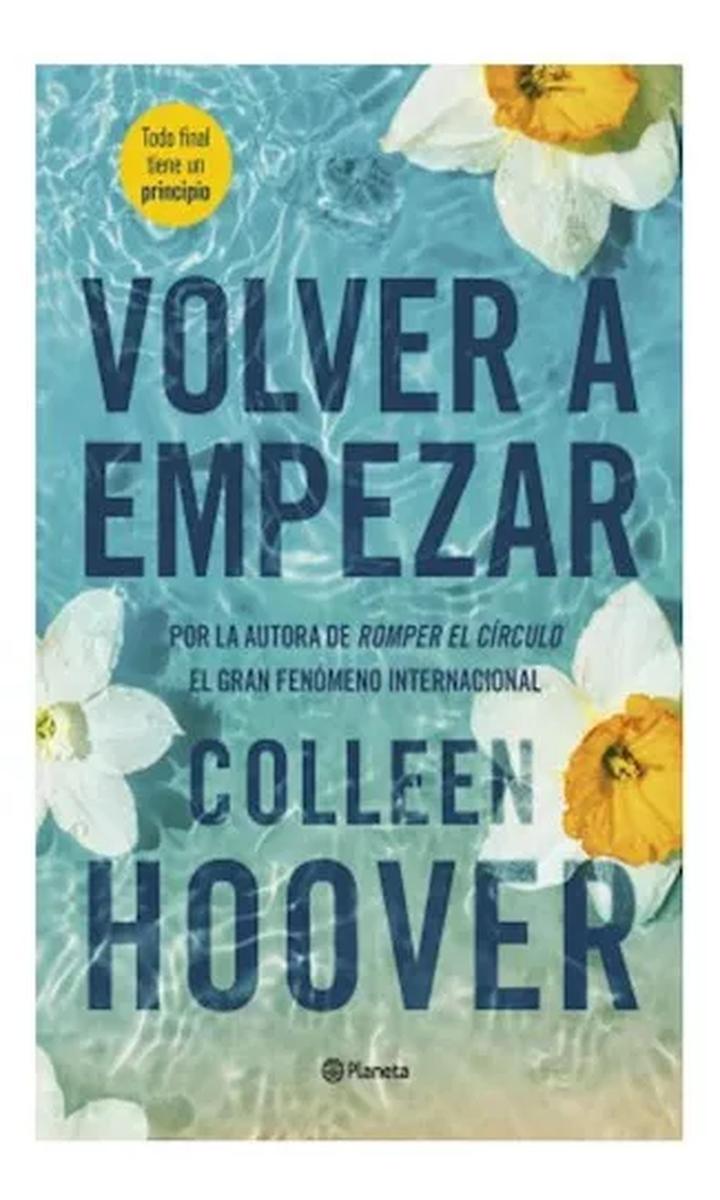 Todo final
tiene un
principio
VOLVER A
EMPEZAR
POR LA AUTORA DE ROMPER EL CÍRCULO
EL GRAN FENÓMENO INTERNACIONAL
COLLEEN
HOOVER
Planeta